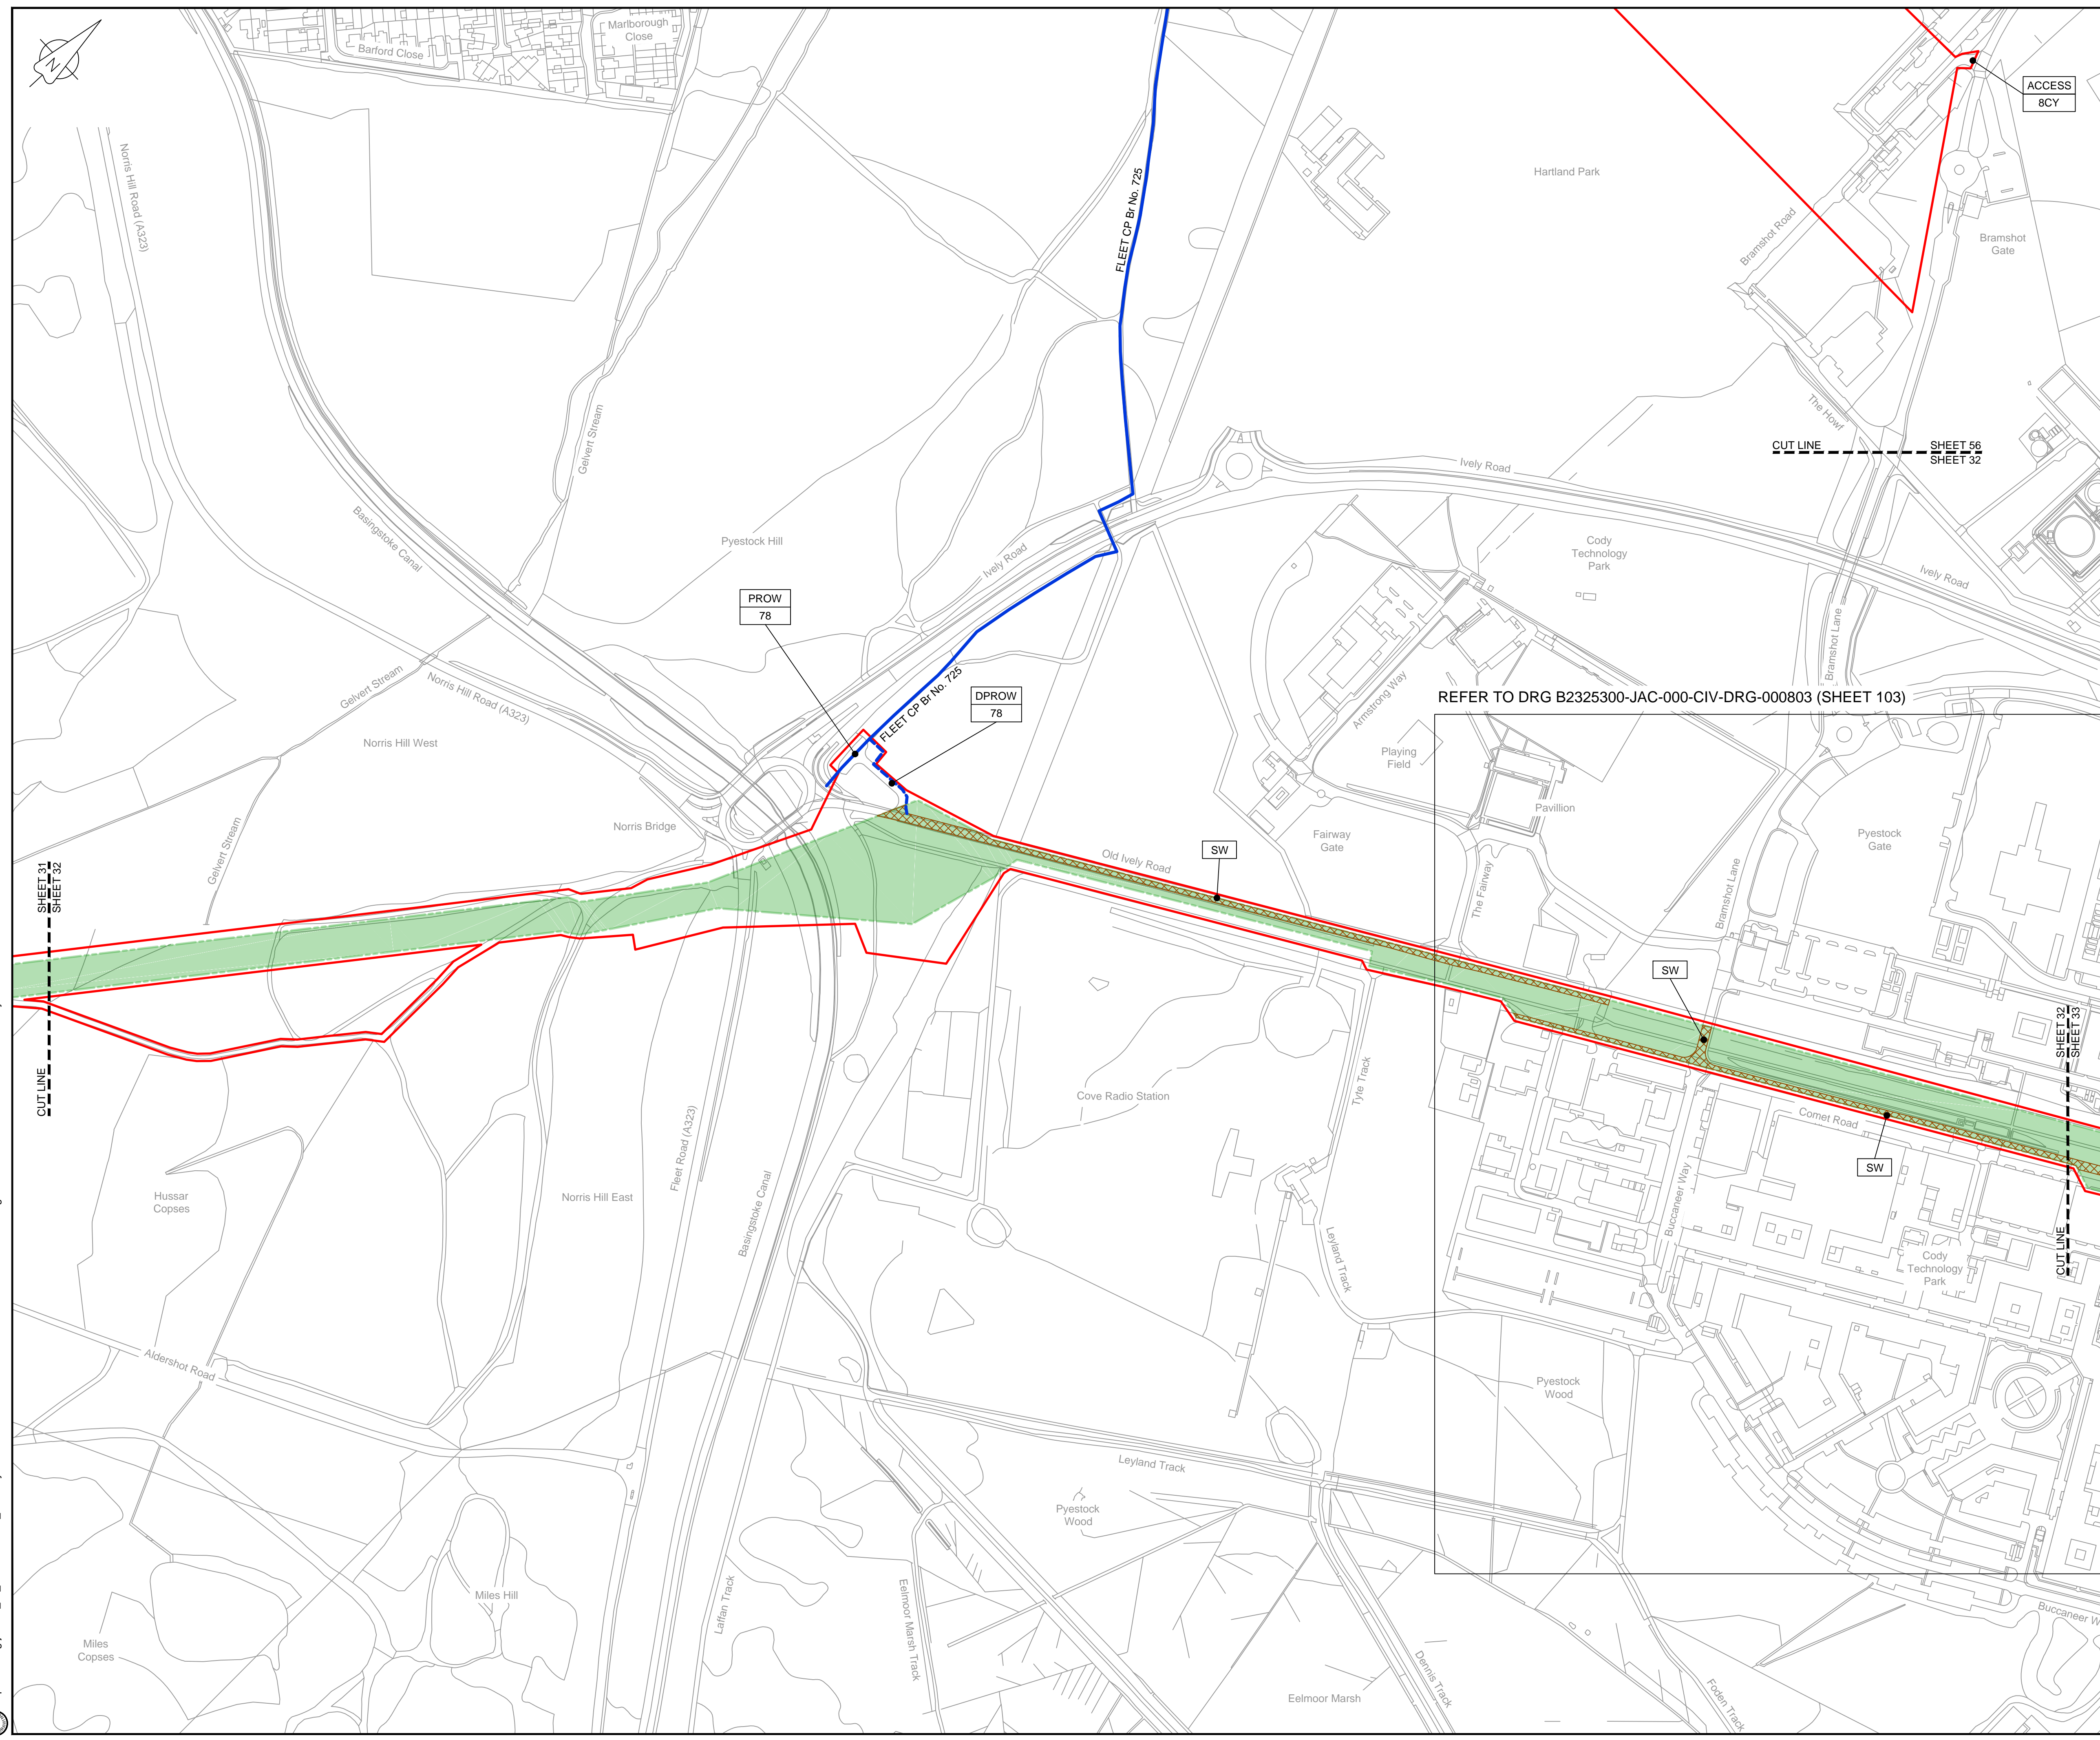 N
Barford Close
Marlborough
Close
Norris Hill Road (A323)
FLEET CP Br No. 725
Hartland Park
ACCESS
8CY
Bramshot Road
Bramshot
Gate
The Howf
CUT LINE
SHEET 56
SHEET 32
Gelvert Stream
Basingstoke Canal
Pyestock Hill
Ively Road
Ively Road
Cody
Technology
Park
Ively Road
PROW
78
Bramshot Lane
Gelvert Stream
Norris Hill Road (A323)
FLEET CP Br No. 725
DPROW
78
Armstrong Way
REFER TO DRG B2325300-JAC-000-CIV-DRG-000803 (SHEET 103)
Norris Hill West
Playing
Field
Pavillion
Norris Bridge
Gelvert Stream
Fairway
Gate
Pyestock
Gate
Old Ively Road
SW
The Fairway
Bramshot Lane
SHEET 31
SHEET 32
CUT LINE
SW
SHEET 32
SHEET 33
CUT LINE
Cove Radio Station
Tyte Track
Comet Road
SW
Fleet Road (A323)
Basingstoke Canal
Hussar
Copses
Norris Hill East
Buccaneer Way
Leyland Track
Cody
Technology
Park
Aldershot Road
Pyestock
Wood
Leyland Track
Pyestock
Wood
Miles Hill
Laffan Track
Eelmoor Marsh Track
Buccaneer W
Miles
Copses
Eelmoor Marsh
Dennis Track
Foden Track